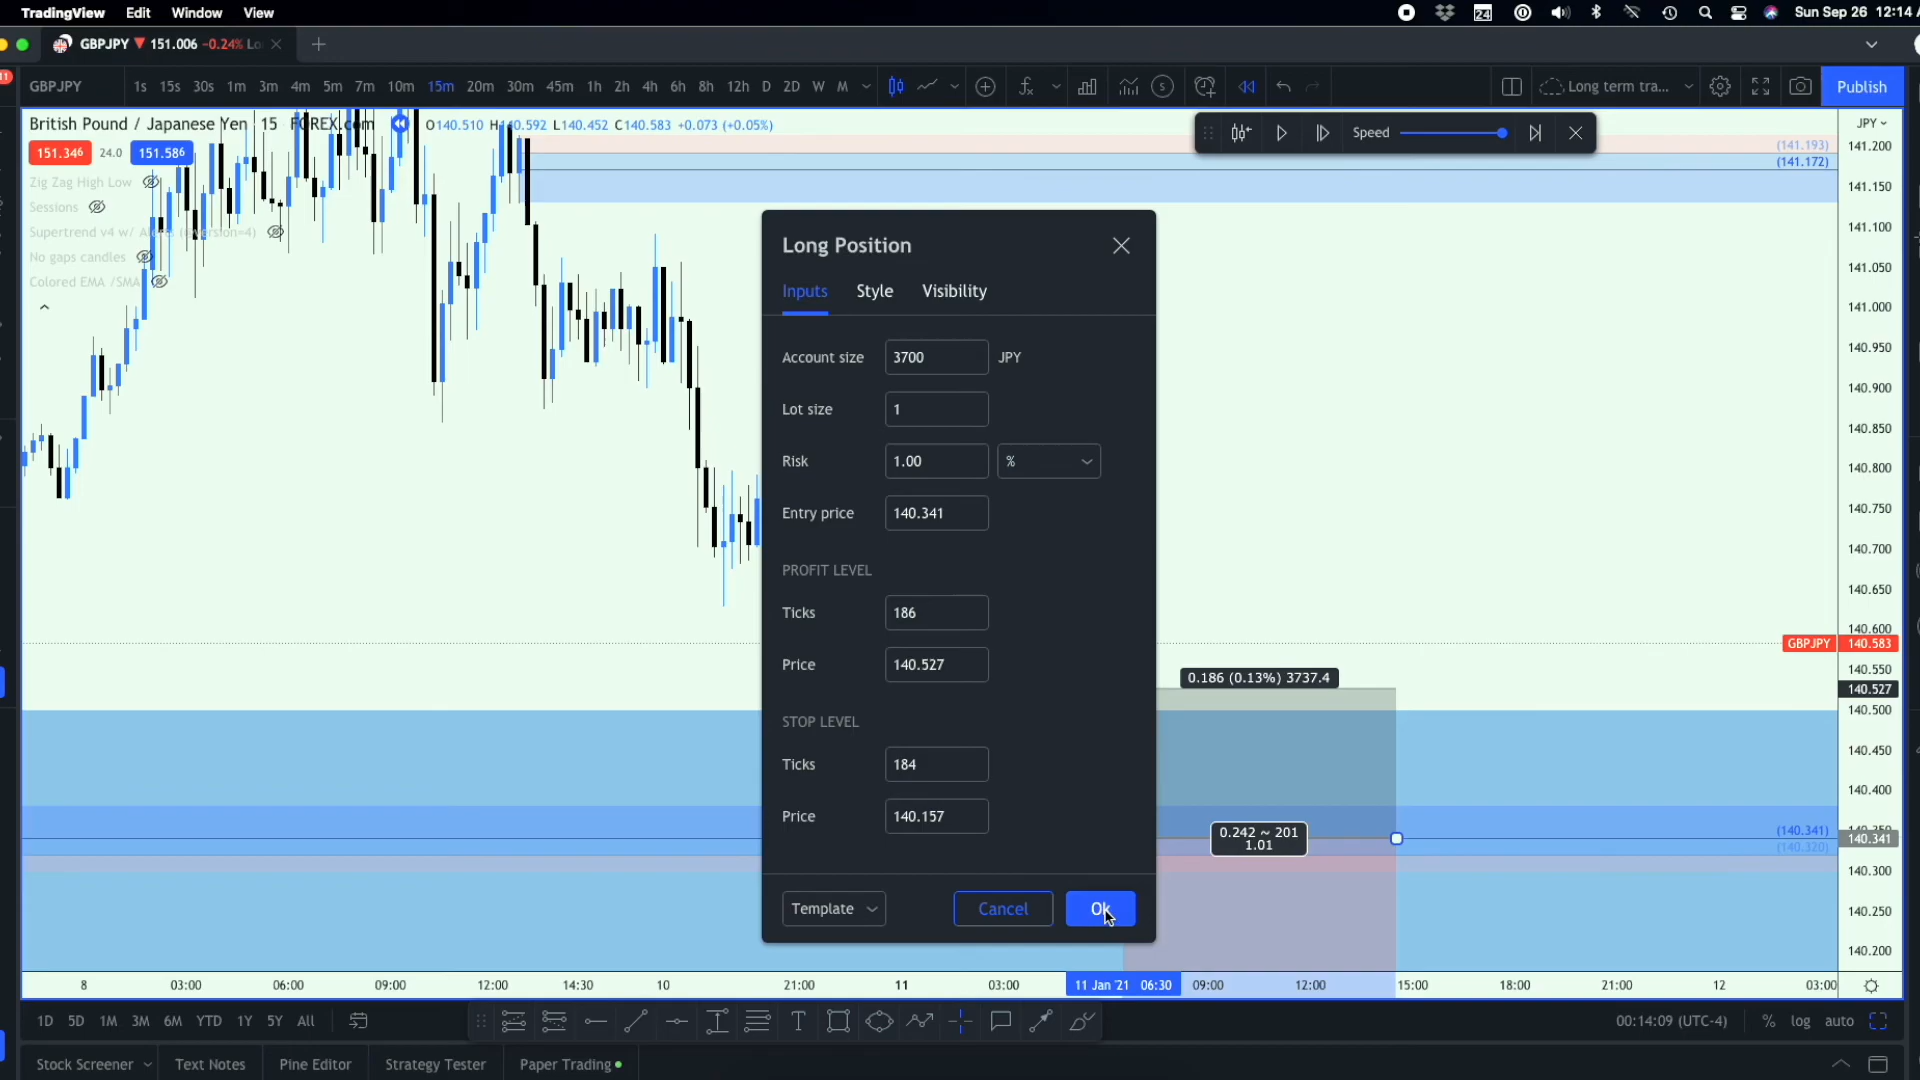 TradingView Edit Window View 24 Sun Sep 26 12:14
GBPJPY ▼ 151.006 -0.24% Lo
11
GBPJPY 1s 15s 30s 1m 3m 4m 5m 7m 10m 15m 20m 30m 45m 1h 2h 4h 6h 8h 12h D 2D W M Long term tra... Publish
British Pound / Japanese Yen 15 FOREX.com O140.510 H140.592 L140.452 C140.583 +0.073 (+0.05%)
Speed
JPY
151.346 24.0 151.586
Zig Zag High Low
Sessions
Supertrend v4 w/
No gaps candles
Colored EMA /SMA
(141.193)
(141.172)
141.200
141.150
141.100
141.050
141.000
140.950
140.900
140.850
140.800
140.750
140.700
140.650
140.600
GBPJPY 140.583
140.550
140.527
140.500
140.450
140.400
(140.341) 140.341
(140.320)
140.300
140.250
140.200
Long Position
Inputs Style Visibility
Account size 3700 JPY
Lot size 1
Risk 1.00 %
Entry price 140.341
PROFIT LEVEL
Ticks 186
Price 140.527
STOP LEVEL
Ticks 184
Price 140.157
Template Cancel Ok
0.186 (0.13%) 3737.4
0.242 ~ 201
1.01
8 03:00 06:00 09:00 12:00 14:30 10 21:00 11 03:00 11 Jan '21 06:30 09:00 12:00 15:00 18:00 21:00 12 03:00
1D 5D 1M 3M 6M YTD 1Y 5Y All 00:14:09 (UTC-4) % log auto
Stock Screener Text Notes Pine Editor Strategy Tester Paper Trading